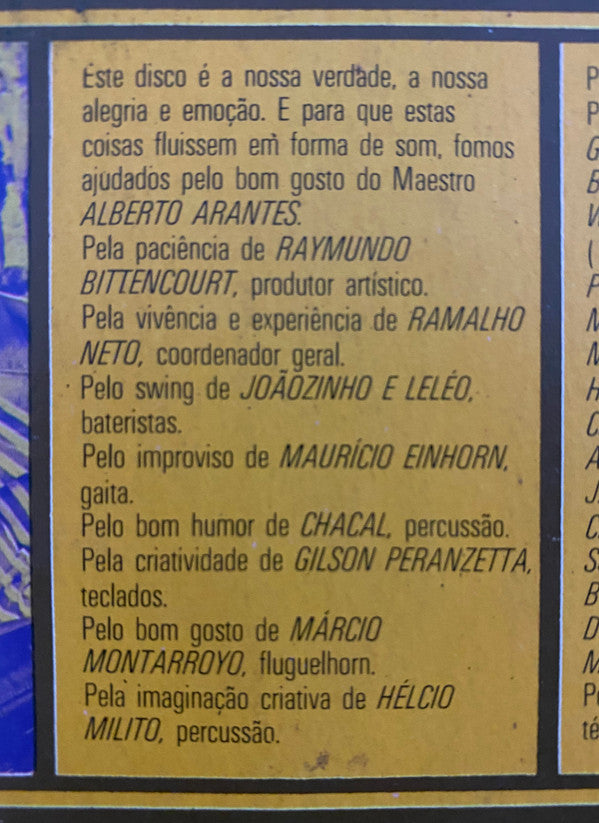 Este disco é a nossa verdade, a nossa
alegria e emoção. E para que estas
coisas fluissem em forma de som, fomos
ajudados pelo bom gosto do Maestro
ALBERTO ARANTES.
Pela paciência de RAYMUNDO
BITTENCOURT, produtor artístico.
Pela vivência e experiência de RAMALHO
NETO, coordenador geral.
Pelo swing de JOÃOZINHO E LELÉO,
bateristas.
Pelo improviso de MAURÍCIO EINHORN,
gaita.
Pelo bom humor de CHACAL, percussão.
Pela criatividade de GILSON PERANZETTA,
teclados.
Pelo bom gosto de MÁRCIO
MONTARROYO, fluguelhorn.
Pela imaginação criativa de HÉLCIO
MILITO, percussão.